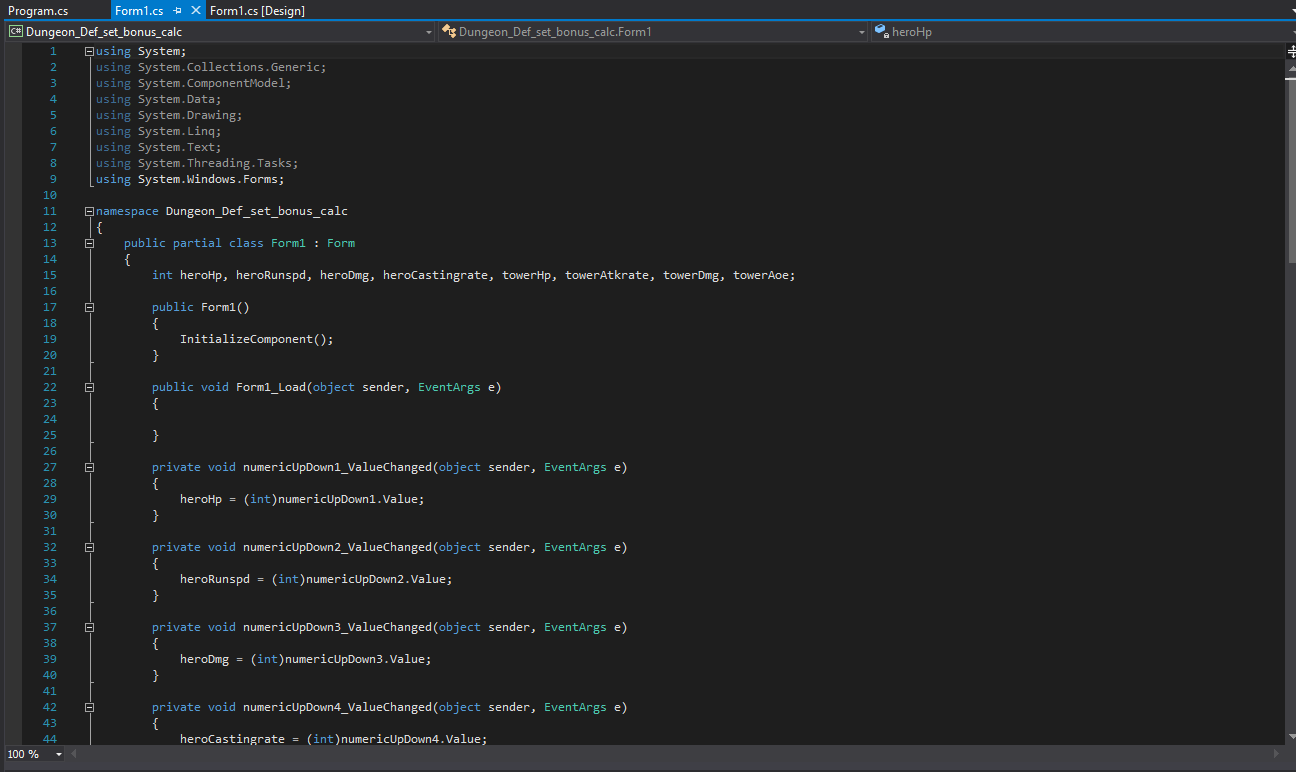 Program.cs Form1.cs Form1.cs [Design]
C# Dungeon_Def_set_bonus_calc Dungeon_Def_set_bonus_calc.Form1 heroHp
1 using System;
2 using System.Collections.Generic;
3 using System.ComponentModel;
4 using System.Data;
5 using System.Drawing;
6 using System.Linq;
7 using System.Text;
8 using System.Threading.Tasks;
9 using System.Windows.Forms;
10
11 namespace Dungeon_Def_set_bonus_calc
12 {
13 public partial class Form1 : Form
14 {
15 int heroHp, heroRunspd, heroDmg, heroCastingrate, towerHp, towerAtkrate, towerDmg, towerAoe;
16
17 public Form1()
18 {
19 InitializeComponent();
20 }
21
22 public void Form1_Load(object sender, EventArgs e)
23 {
24
25 }
26
27 private void numericUpDown1_ValueChanged(object sender, EventArgs e)
28 {
29 heroHp = (int)numericUpDown1.Value;
30 }
31
32 private void numericUpDown2_ValueChanged(object sender, EventArgs e)
33 {
34 heroRunspd = (int)numericUpDown2.Value;
35 }
36
37 private void numericUpDown3_ValueChanged(object sender, EventArgs e)
38 {
39 heroDmg = (int)numericUpDown3.Value;
40 }
41
42 private void numericUpDown4_ValueChanged(object sender, EventArgs e)
43 {
44 heroCastingrate = (int)numericUpDown4.Value;
100 %